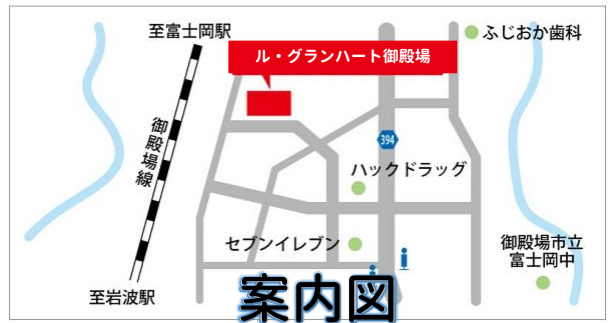 至富士岡駅
ふじおか歯科
ル・グランハート御殿場
御殿場線
394
ハックドラッグ
セブンイレブン
御殿場市立
富士岡中
至岩波駅
案内図